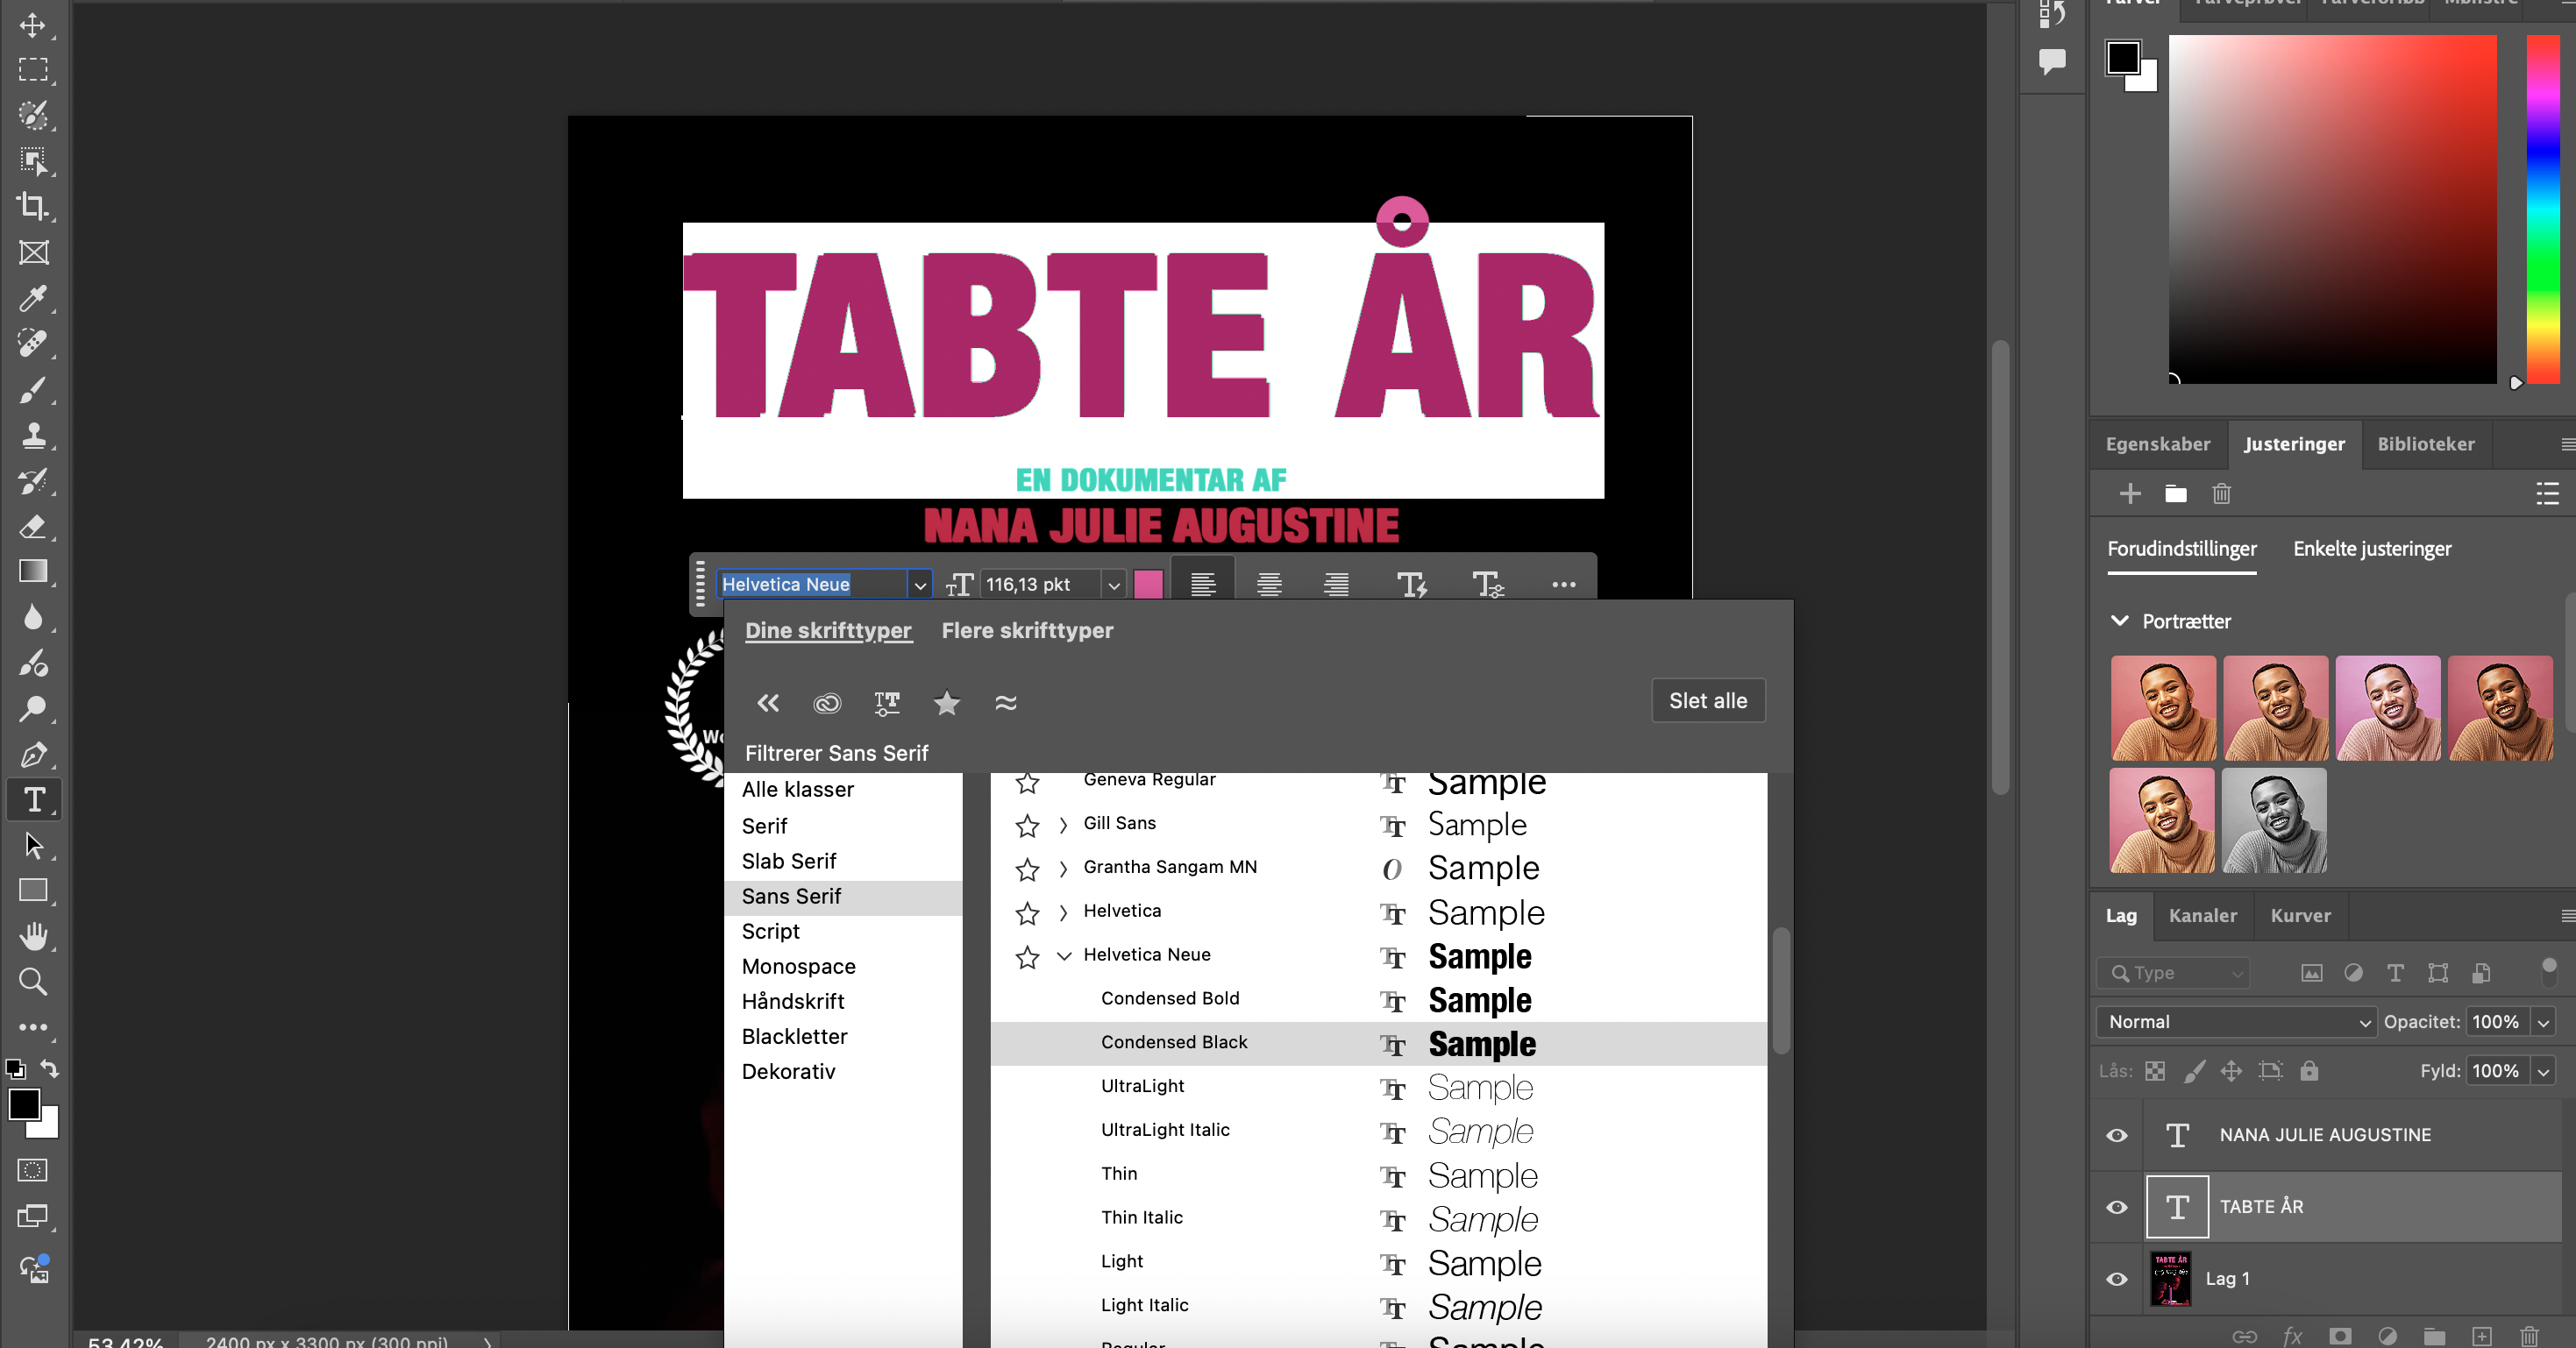 Farver Farveprøver Farveforløb Mønstre
TABTE ÅR
EN DOKUMENTAR AF
NANA JULIE AUGUSTINE
Helvetica Neue 116,13 pkt
Dine skrifttyper Flere skrifttyper
Slet alle
Filtrerer Sans Serif
Alle klasser
Serif
Slab Serif
Sans Serif
Script
Monospace
Håndskrift
Blackletter
Dekorativ
Geneva Regular Sample
Gill Sans Sample
Grantha Sangam MN Sample
Helvetica Sample
Helvetica Neue Sample
Condensed Bold Sample
Condensed Black Sample
UltraLight Sample
UltraLight Italic Sample
Thin Sample
Thin Italic Sample
Light Sample
Light Italic Sample
Regular Sample
53,42% 2400 px x 3300 px (300 ppi)
Egenskaber Justeringer Biblioteker
Forudindstillinger Enkelte justeringer
Portrætter
Lag Kanaler Kurver
Type
Normal Opacitet: 100%
Lås: Fyld: 100%
NANA JULIE AUGUSTINE
TABTE ÅR
Lag 1
fx